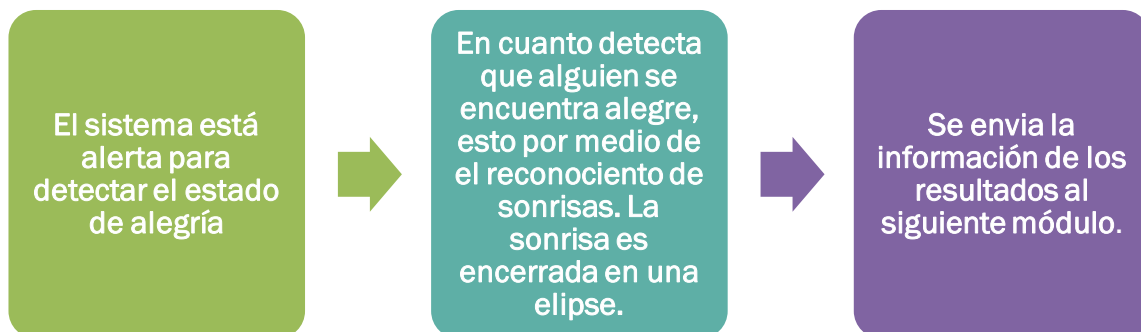 El sistema está
alerta para
detectar el estado
de alegría
En cuanto detecta
que alguien se
encuentra alegre,
esto por medio de
el reconociento de
sonrisas. La
sonrisa es
encerrada en una
elipse.
Se envia la
información de los
resultados al
siguiente módulo.